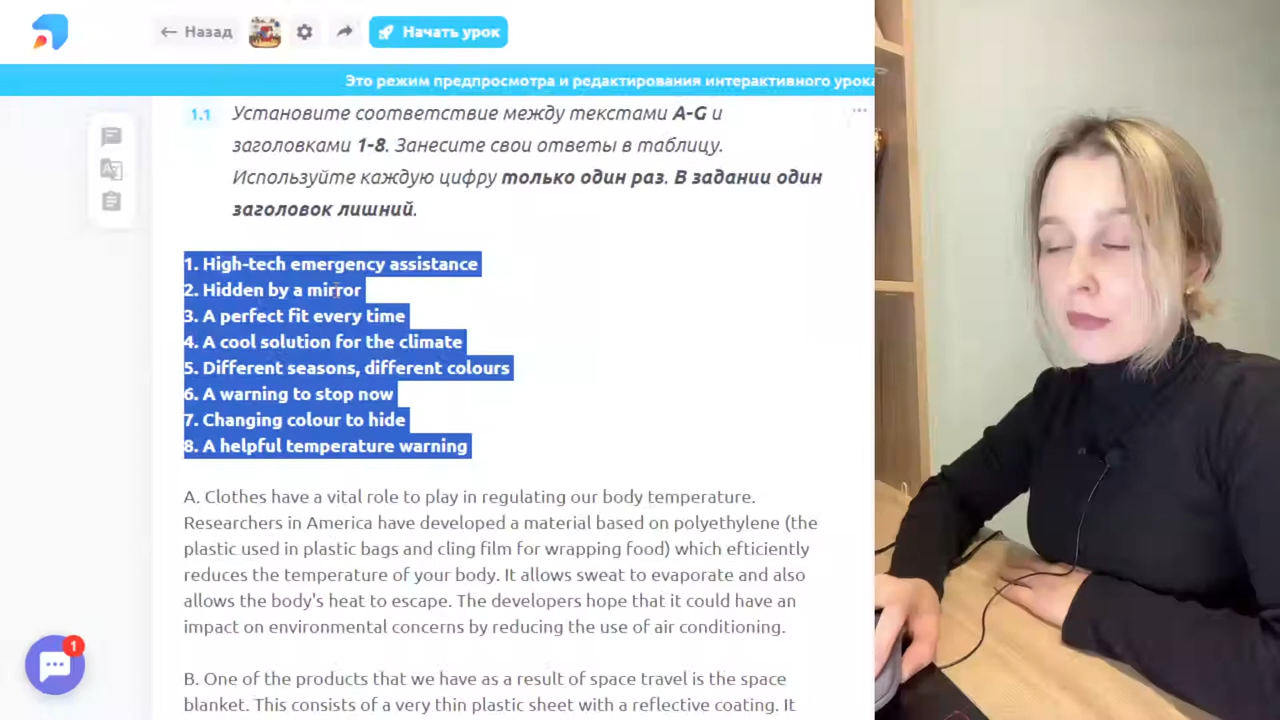 Назад
Начать урок
Это режим предпросмотра и редактирования интерактивного урока
1.1
Установите соответствие между текстами A-G и
заголовками 1-8. Занесите свои ответы в таблицу.
Используйте каждую цифру только один раз. В задании один
заголовок лишний.
1. High-tech emergency assistance
2. Hidden by a mirror
3. A perfect fit every time
4. A cool solution for the climate
5. Different seasons, different colours
6. A warning to stop now
7. Changing colour to hide
8. A helpful temperature warning
A. Clothes have a vital role to play in regulating our body temperature.
Researchers in America have developed a material based on polyethylene (the
plastic used in plastic bags and cling film for wrapping food) which efticiently
reduces the temperature of your body. It allows sweat to evaporate and also
allows the body's heat to escape. The developers hope that it could have an
impact on environmental concerns by reducing the use of air conditioning.
B. One of the products that we have as a result of space travel is the space
blanket. This consists of a very thin plastic sheet with a reflective coating. It
1